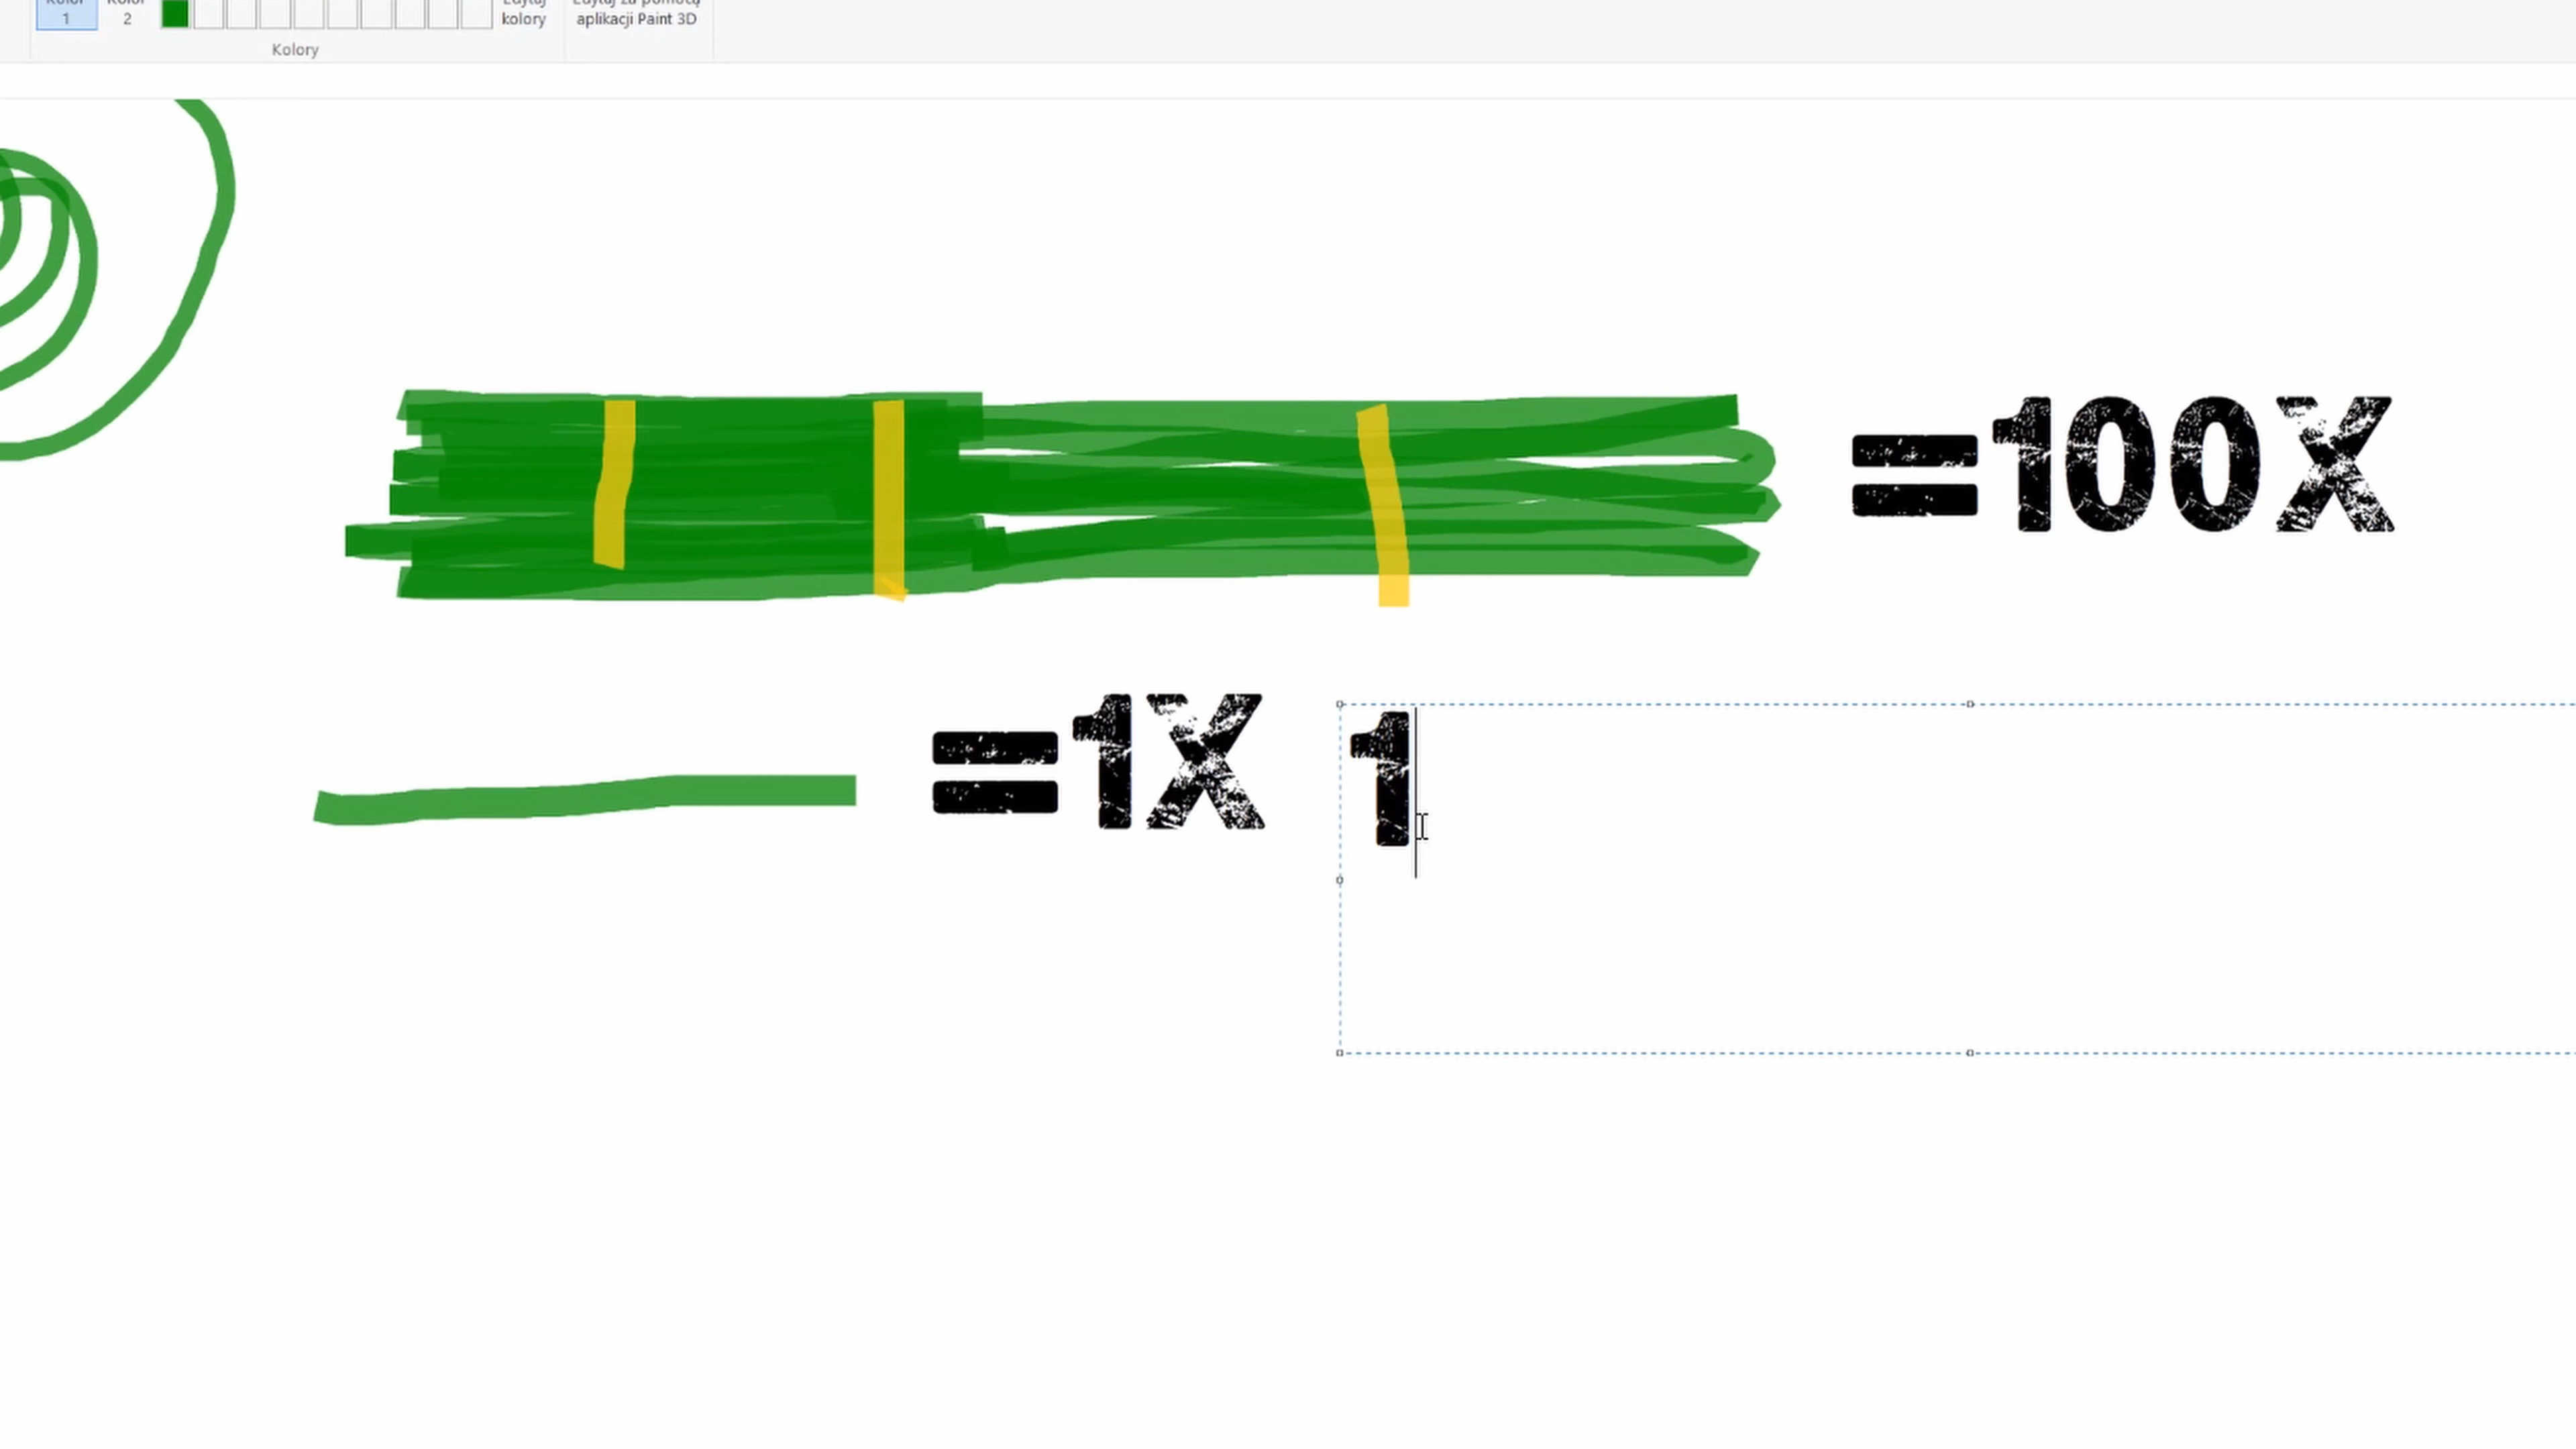 Kolor Kolor Edytuj Edytuj za pomocą
1 2 kolory aplikacji Paint 3D
Kolory
=100X
=1X 1